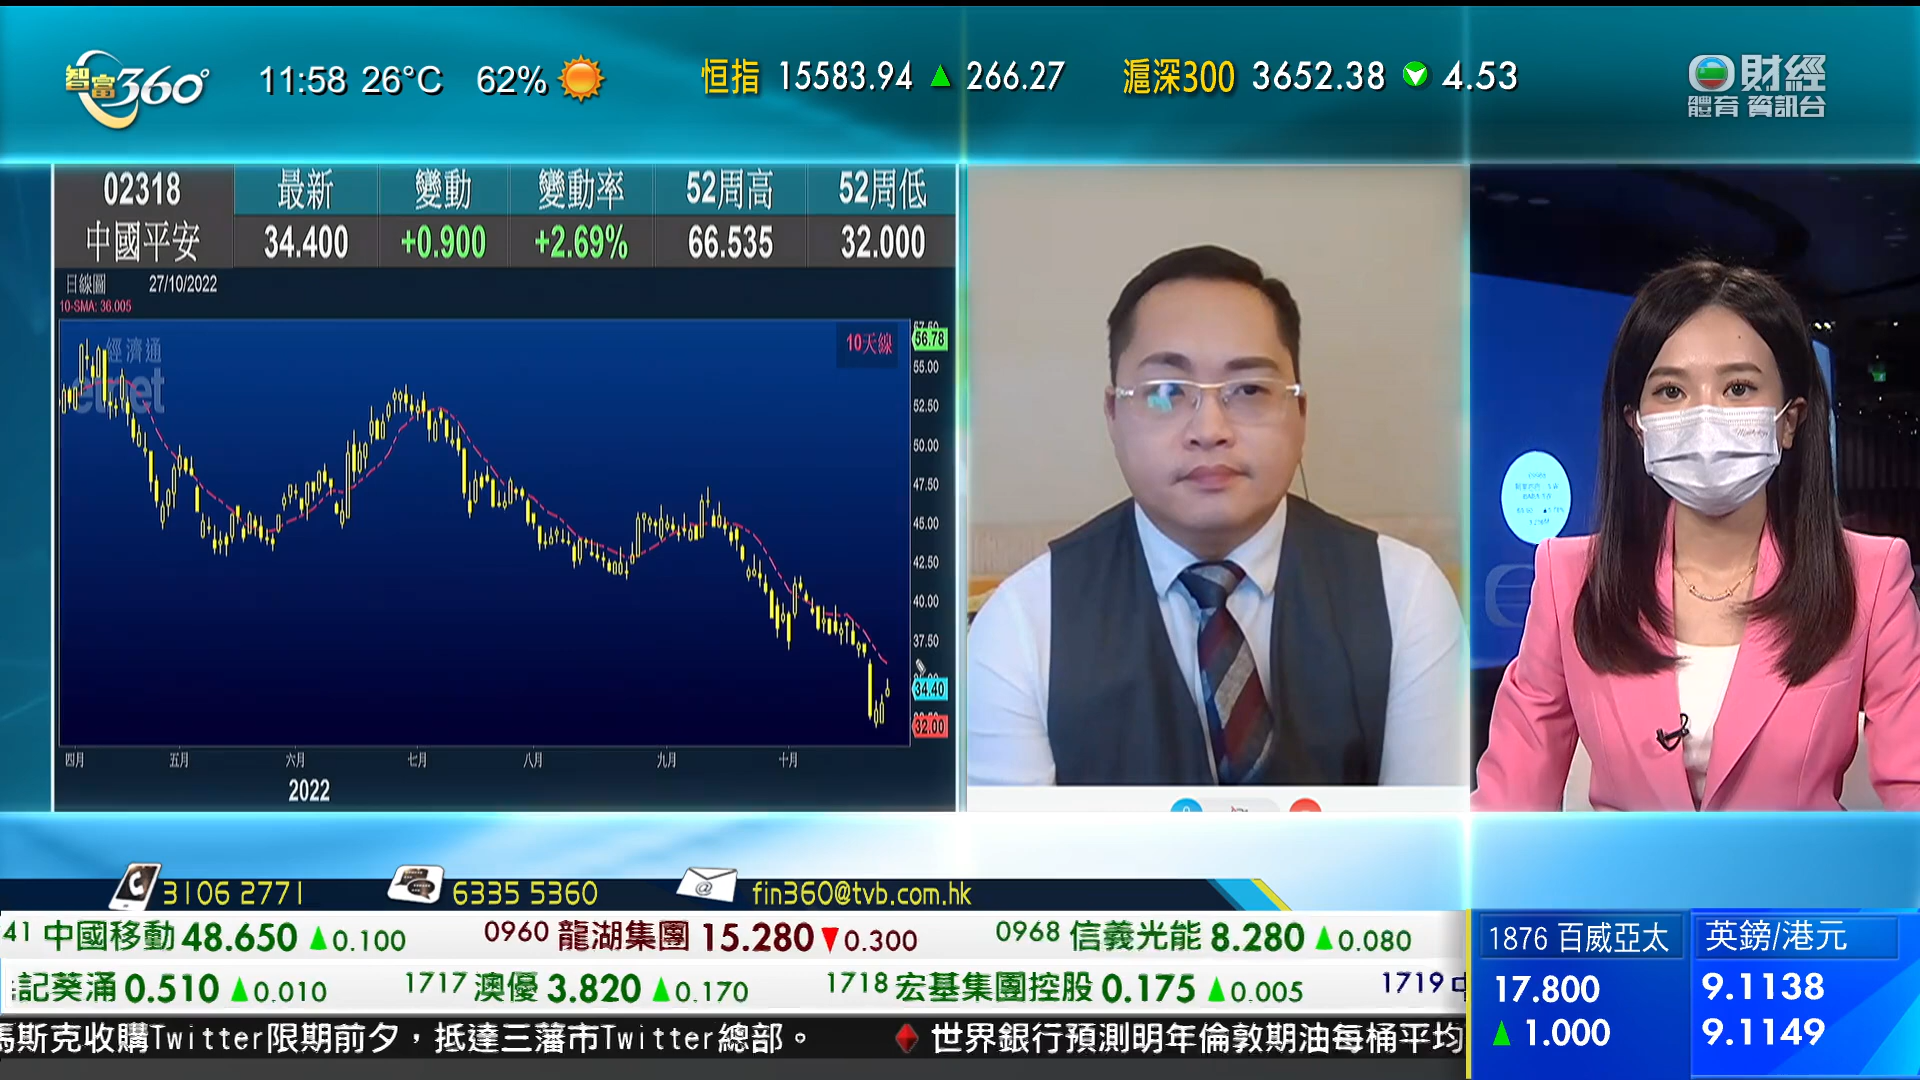 智富360°
11:58 26°C 62%
恒指 15583.94 ▲ 266.27
滬深300 3652.38 ▼ 4.53
財經
體育 資訊台
02318 最新 變動 變動率 52周高 52周低
中國平安 34.400 +0.900 +2.69% 66.535 32.000
日線圖 27/10/2022
10-SMA: 36.005
經濟通
etnet
10天線
57.50
56.78
55.00
52.50
50.00
47.50
45.00
42.50
40.00
37.50
34.40
32.00
四月 五月 六月 七月 八月 九月 十月
2022
3106 2771 6335 5360 fin360@tvb.com.hk
41 中國移動 48.650 ▲ 0.100 0960 龍湖集團 15.280 ▼ 0.300 0968 信義光能 8.280 ▲ 0.080
記葵涌 0.510 ▲ 0.010 1717 澳優 3.820 ▲ 0.170 1718 宏基集團控股 0.175 ▲ 0.005 1719
馬斯克收購Twitter限期前夕，抵達三藩市Twitter總部。 世界銀行預測明年倫敦期油每桶平均
1876 百威亞太
17.800
▲ 1.000
英鎊/港元
9.1138
9.1149